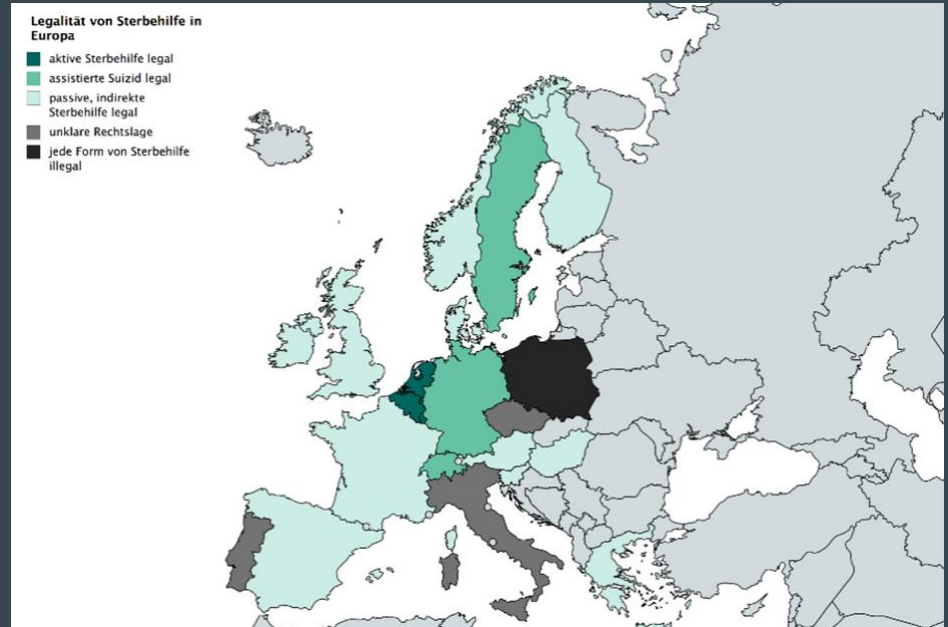 Legalität von Sterbehilfe in
Europa
aktive Sterbehilfe legal
assistierte Suizid legal
passive, indirekte
Sterbehilfe legal
unklare Rechtslage
jede Form von Sterbehilfe
illegal